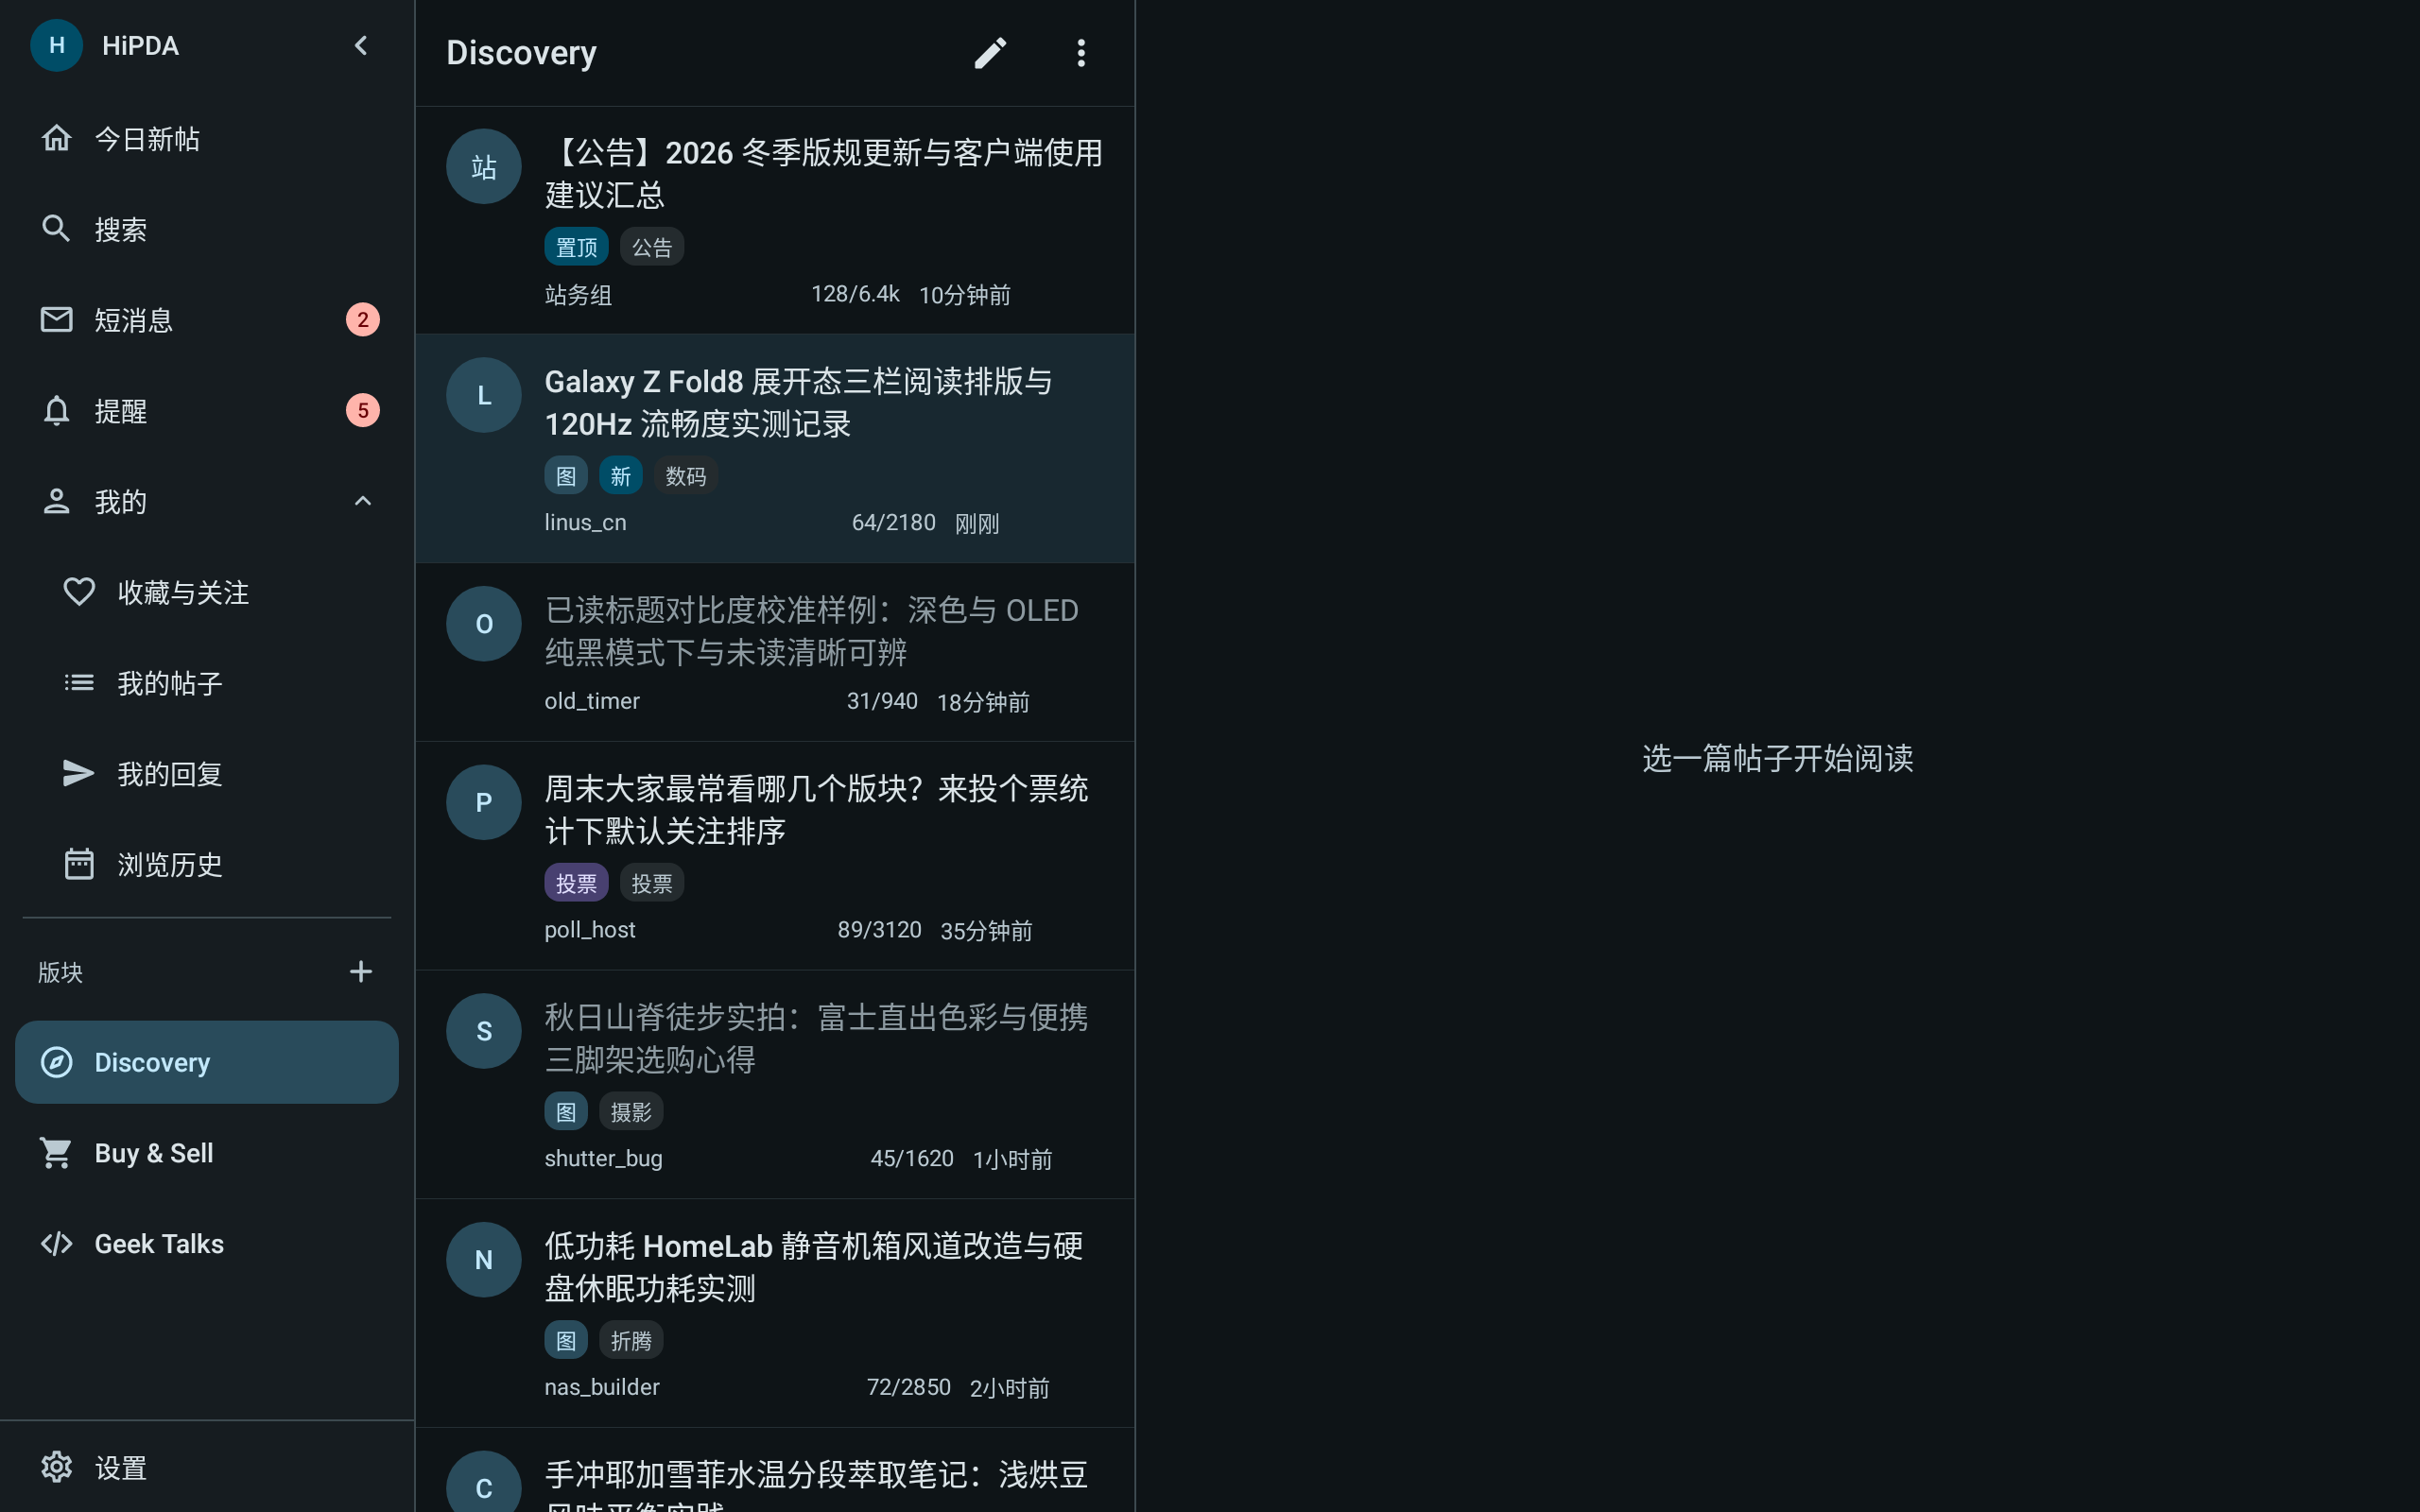 H
HiPDA
今日新帖
搜索
短消息
2
提醒
5
我的
收藏与关注
我的帖子
我的回复
浏览历史
版块
Discovery
Buy & Sell
Geek Talks
设置
Discovery
站
【公告】2026 冬季版规更新与客户端使用
建议汇总
置顶 公告
站务组 128/6.4k 10分钟前
L
Galaxy Z Fold8 展开态三栏阅读排版与
120Hz 流畅度实测记录
图 新 数码
linus_cn 64/2180 刚刚
O
已读标题对比度校准样例：深色与 OLED
纯黑模式下与未读清晰可辨
old_timer 31/940 18分钟前
P
周末大家最常看哪几个版块？来投个票统
计下默认关注排序
投票 投票
poll_host 89/3120 35分钟前
S
秋日山脊徒步实拍：富士直出色彩与便携
三脚架选购心得
图 摄影
shutter_bug 45/1620 1小时前
N
低功耗 HomeLab 静音机箱风道改造与硬
盘休眠功耗实测
图 折腾
nas_builder 72/2850 2小时前
C
手冲耶加雪菲水温分段萃取笔记：浅烘豆
选一篇帖子开始阅读